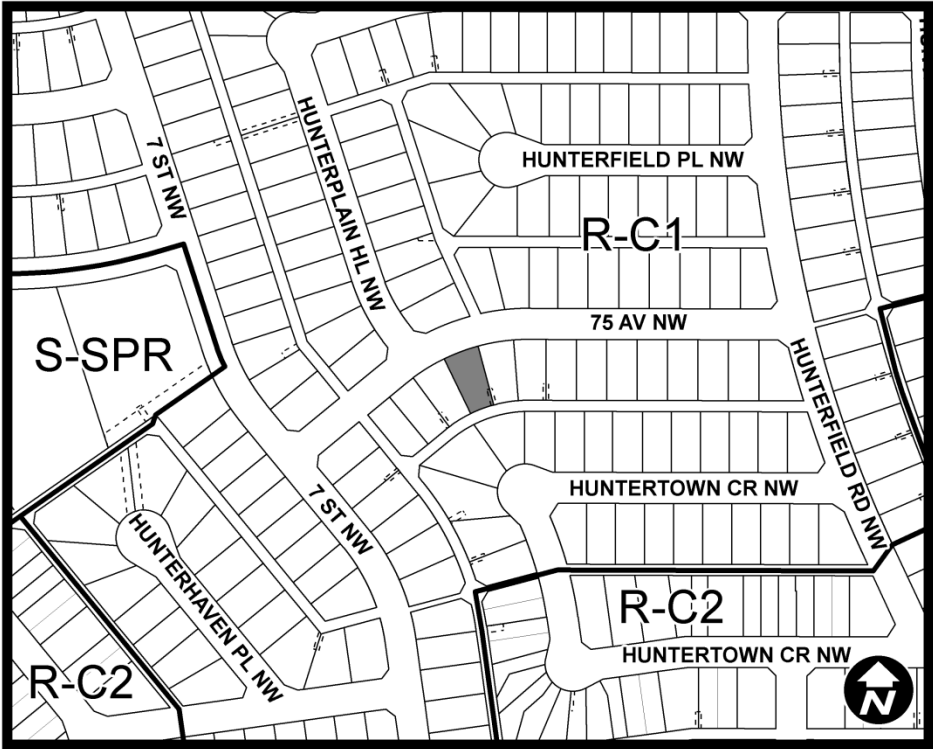 7 ST NW
HUNTERPLAIN HL NW
HUNTERFIELD PL NW
R-C1
75 AV NW
S-SPR
HUNTERFIELD RD NW
HUNTERTOWN CR NW
7 ST NW
HUNTERHAVEN PL NW
R-C2
HUNTERTOWN CR NW
R-C2
N